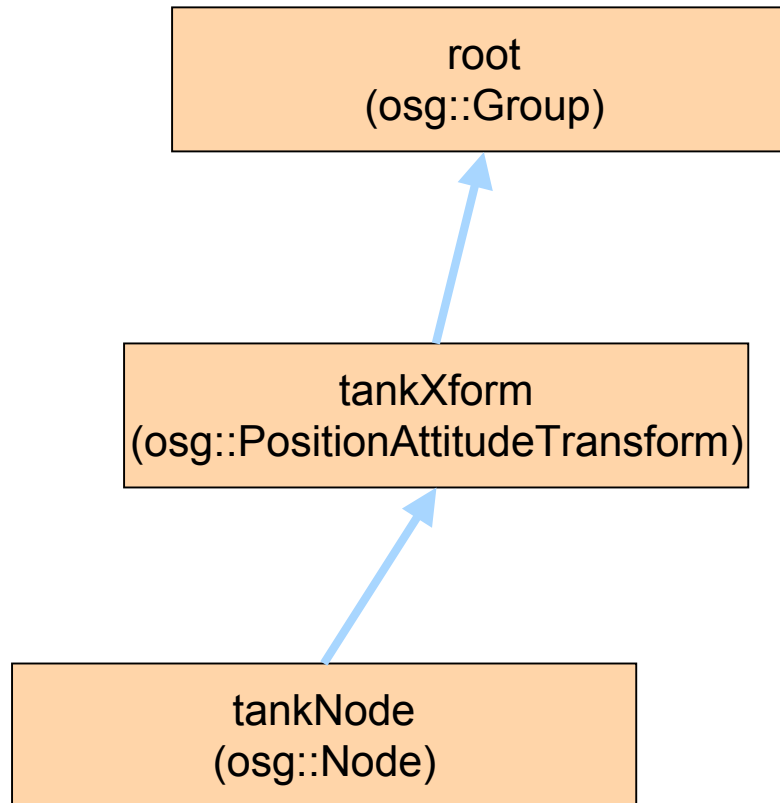 root
(osg::Group)
tankXform
(osg::PositionAttitudeTransform)
tankNode
(osg::Node)